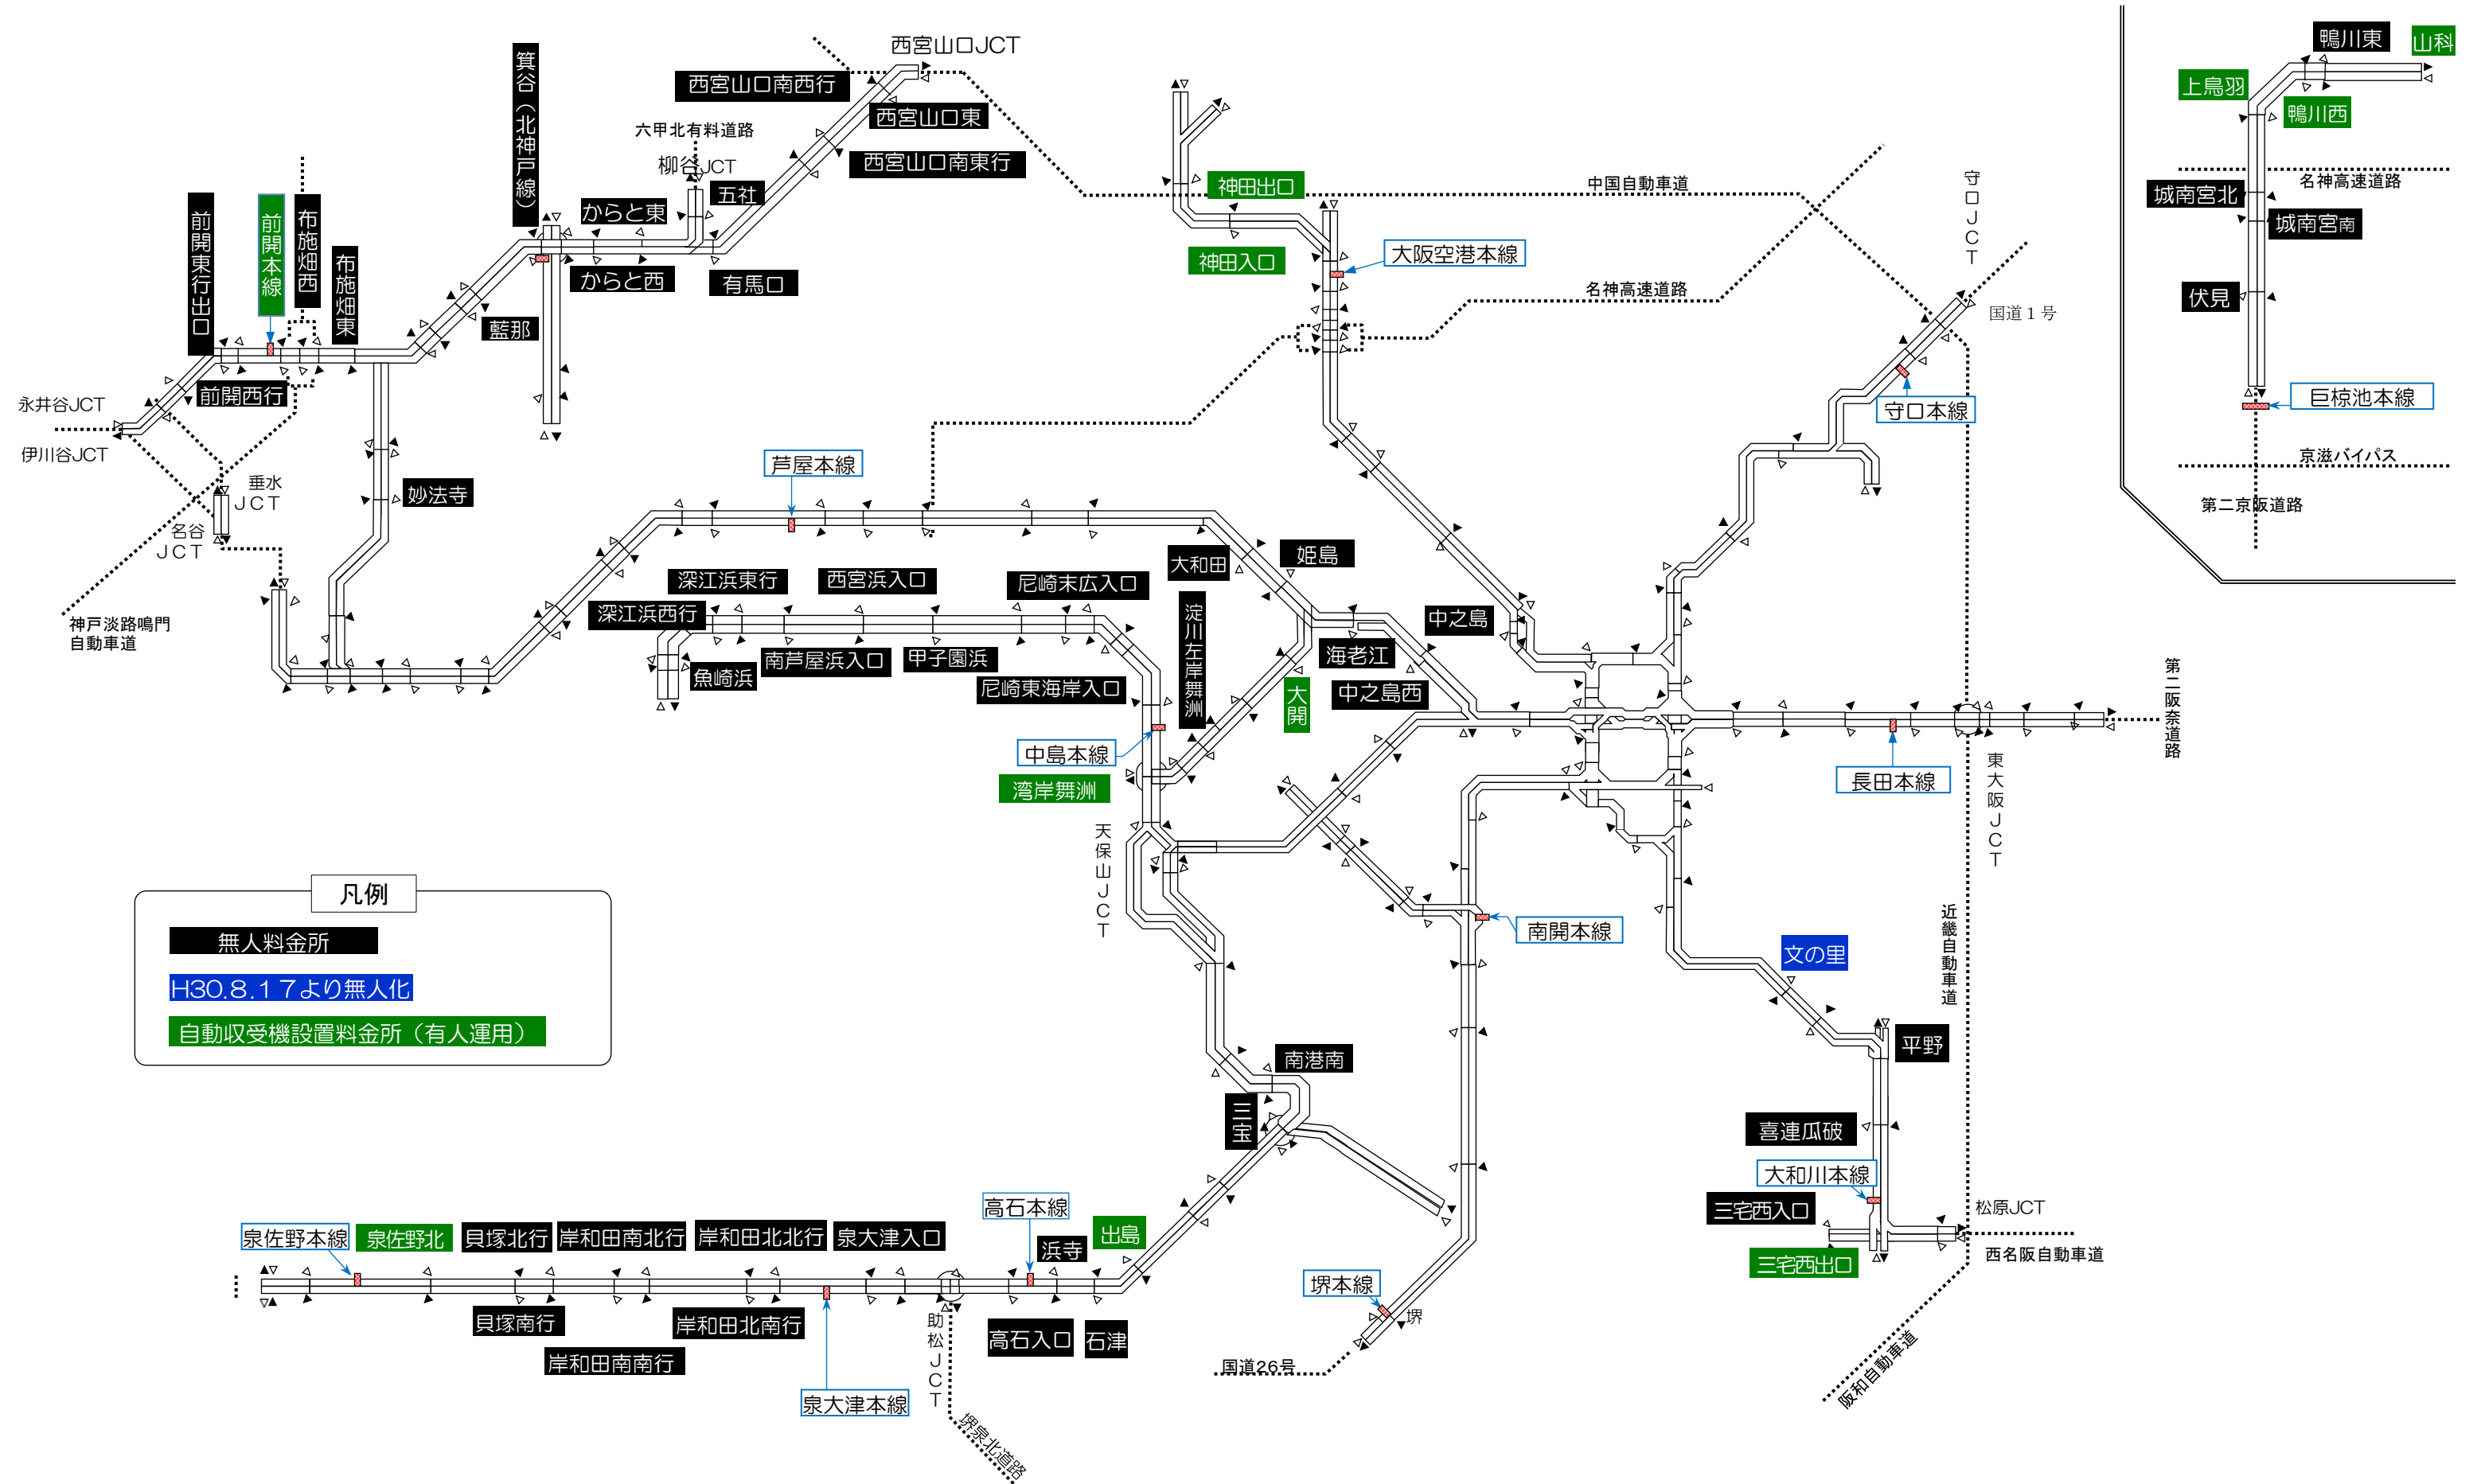 西宮山口JCT
西宮山口南西行
西宮山口東
西宮山口南東行
箕谷（北神戸線）
六甲北有料道路
柳谷JCT
五社
からと東
からと西
有馬口
前開東行出口
前開本線
布施畑西
布施畑東
藍那
前開西行
永井谷JCT
伊川谷JCT
垂水
JCT
名谷
JCT
妙法寺
神戸淡路鳴門
自動車道
神田出口
神田入口
大阪空港本線
中国自動車道
名神高速道路
守口JCT
国道１号
守口本線
鴨川東
山科
上鳥羽
鴨川西
名神高速道路
城南宮北
城南宮南
伏見
巨椋池本線
京滋バイパス
第二京阪道路
芦屋本線
深江浜東行
深江浜西行
西宮浜入口
尼崎末広入口
魚崎浜
南芦屋浜入口
甲子園浜
尼崎東海岸入口
大和田
姫島
淀川左岸舞洲
海老江
中之島
中之島西
大開
中島本線
湾岸舞洲
天保山JCT
第二阪奈道路
長田本線
東大阪JCT
近畿自動車道
南開本線
文の里
平野
喜連瓜破
大和川本線
三宅西入口
三宅西出口
松原JCT
西名阪自動車道
阪和自動車道
凡例
無人料金所
H30.８.１７より無人化
自動収受機設置料金所（有人運用）
南港南
三宝
堺本線
堺
国道26号
泉佐野本線
泉佐野北
貝塚北行
岸和田南北行
岸和田北北行
泉大津入口
高石本線
浜寺
出島
貝塚南行
岸和田南南行
岸和田北南行
泉大津本線
助松JCT
高石入口
石津
堺泉北道路